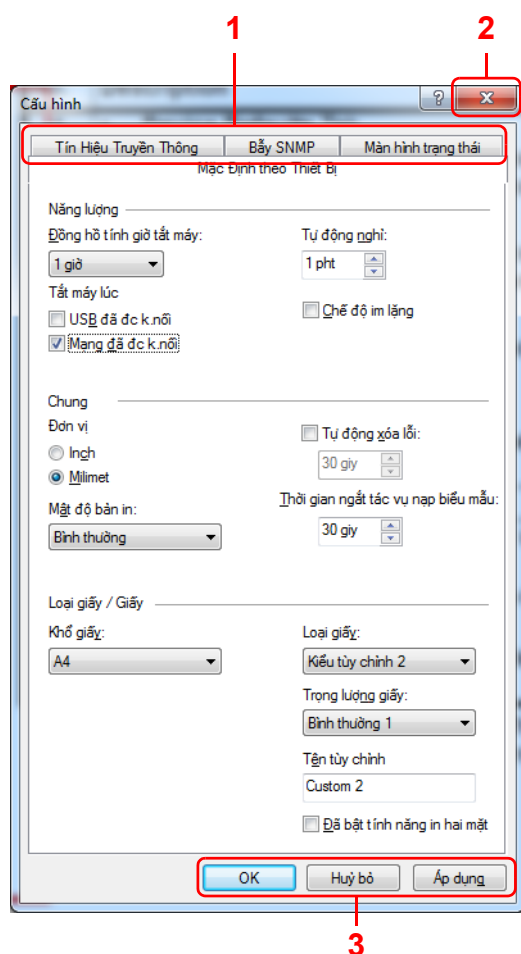 1
2
Cấu hình
?
X
Tín Hiệu Truyền Thông
Bẫy SNMP
Màn hình trạng thái
Mặc Định theo Thiết Bị
Năng lượng
Đồng hồ tính giờ tắt máy:
Tự động nghỉ:
1 giờ
1 pht
Tắt máy lúc
USB đã đc k.nối
Chế độ im lặng
Mạng đã đc k.nối
Chung
Đơn vị
Tự động xóa lỗi:
Inch
30 giy
Milimet
Thời gian ngắt tác vụ nạp biểu mẫu:
Mật độ bản in:
30 giy
Bình thường
Loại giấy / Giấy
Khổ giấy:
Loại giấy:
A4
Kiểu tùy chỉnh 2
Trọng lượng giấy:
Bình thường 1
Tên tùy chỉnh
Custom 2
Đã bật tính năng in hai mặt
OK
Huỷ bỏ
Áp dụng
3